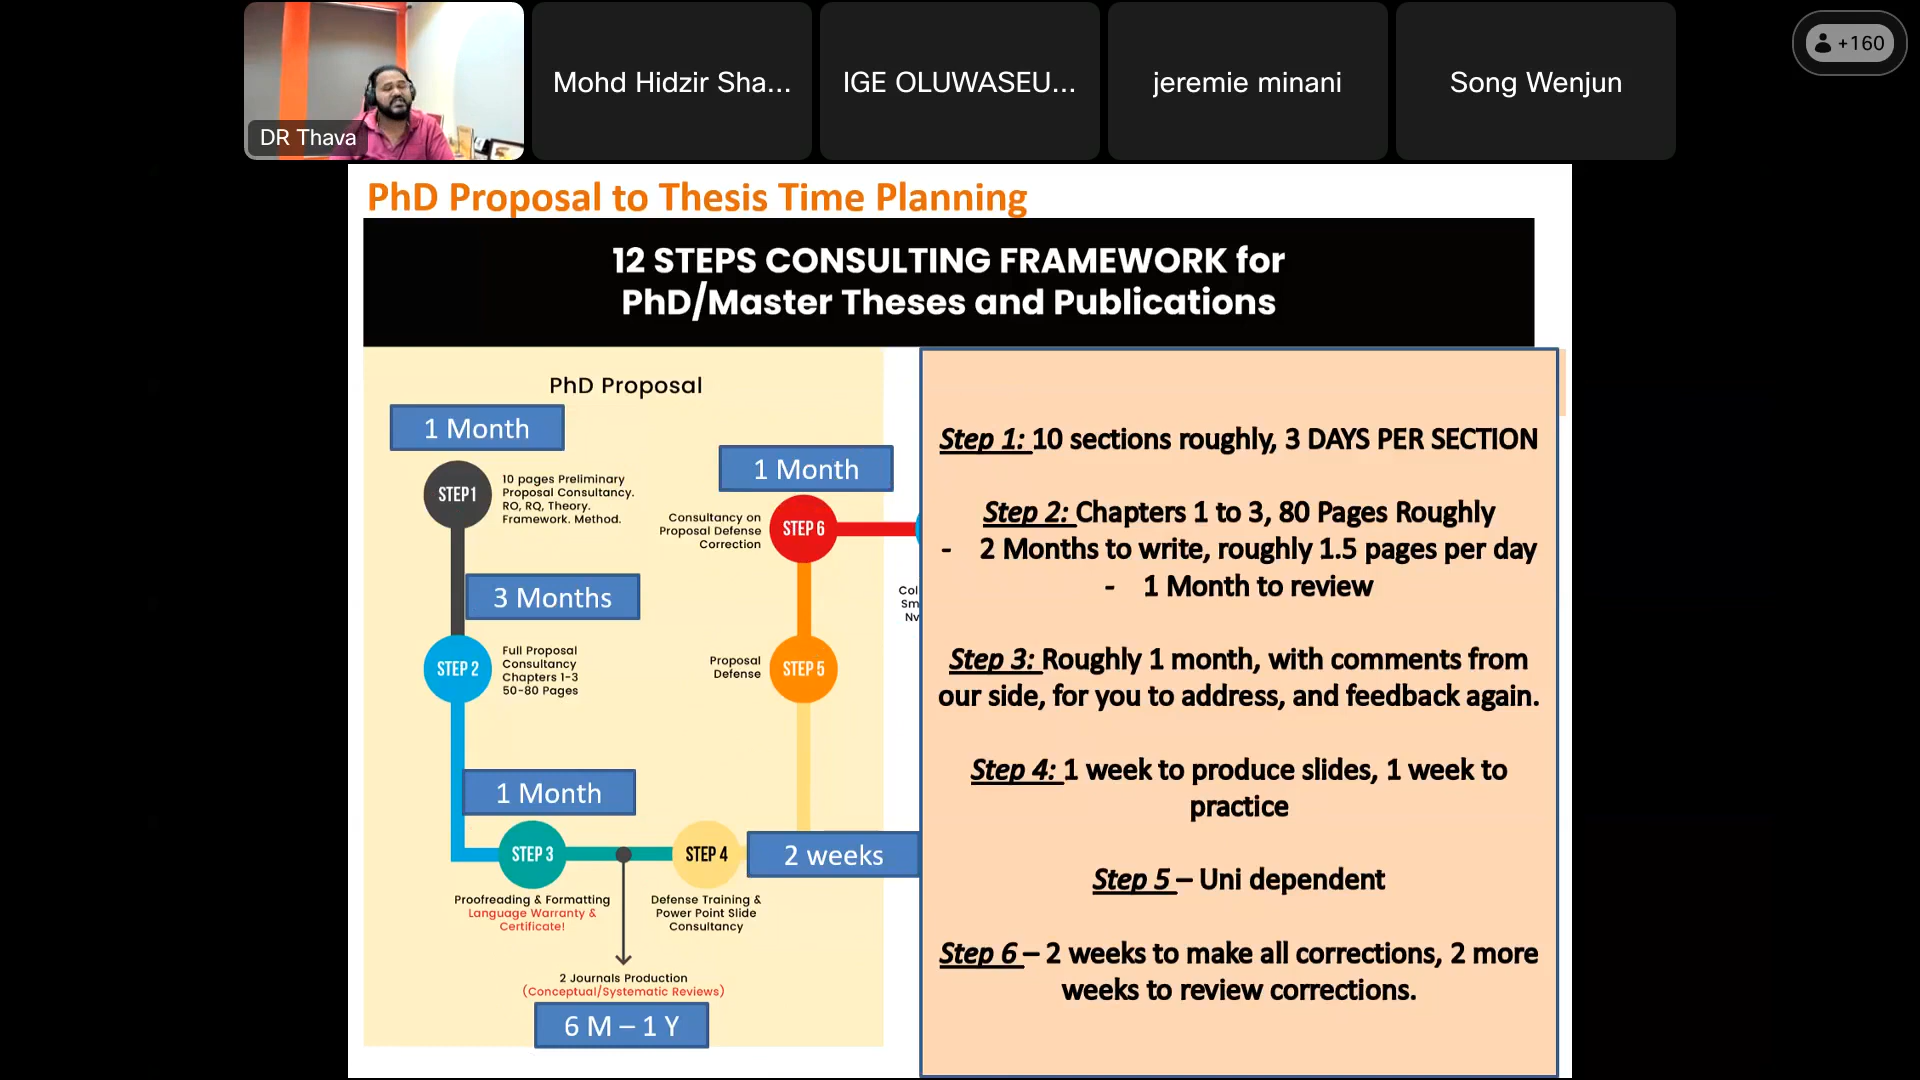 DR Thava
Mohd Hidzir Sha...
IGE OLUWASEU...
jeremie minani
Song Wenjun
+160
PhD Proposal to Thesis Time Planning
12 STEPS CONSULTING FRAMEWORK for
PhD/Master Theses and Publications
PhD Proposal
1 Month
STEP1
10 pages Preliminary
Proposal Consultancy.
RO, RQ, Theory.
Framework. Method.
3 Months
STEP 2
Full Proposal
Consultancy
Chapters 1-3
50-80 Pages
1 Month
STEP 3
Proofreading & Formatting
Language Warranty &
Certificate!
2 Journals Production
(Conceptual/Systematic Reviews)
6 M – 1 Y
STEP 4
Defense Training &
Power Point Slide
Consultancy
2 weeks
STEP 5
Proposal
Defense
1 Month
STEP 6
Consultancy on
Proposal Defense
Correction
Col
Sm
Nv
Step 1: 10 sections roughly, 3 DAYS PER SECTION
Step 2: Chapters 1 to 3, 80 Pages Roughly
- 2 Months to write, roughly 1.5 pages per day
- 1 Month to review
Step 3: Roughly 1 month, with comments from
our side, for you to address, and feedback again.
Step 4: 1 week to produce slides, 1 week to
practice
Step 5 – Uni dependent
Step 6 – 2 weeks to make all corrections, 2 more
weeks to review corrections.